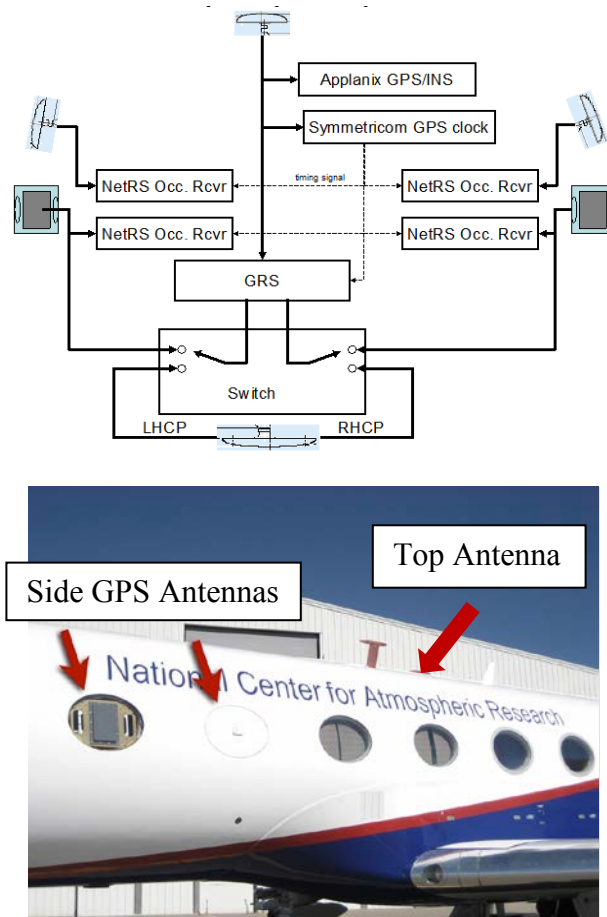 Applanix GPS/INS
Symmetricom GPS clock
timing signal
NetRS Occ. Rcvr
NetRS Occ. Rcvr
NetRS Occ. Rcvr
NetRS Occ. Rcvr
GRS
Switch
LHCP
RHCP
Top Antenna
Side GPS Antennas
National Center for Atmospheric Research